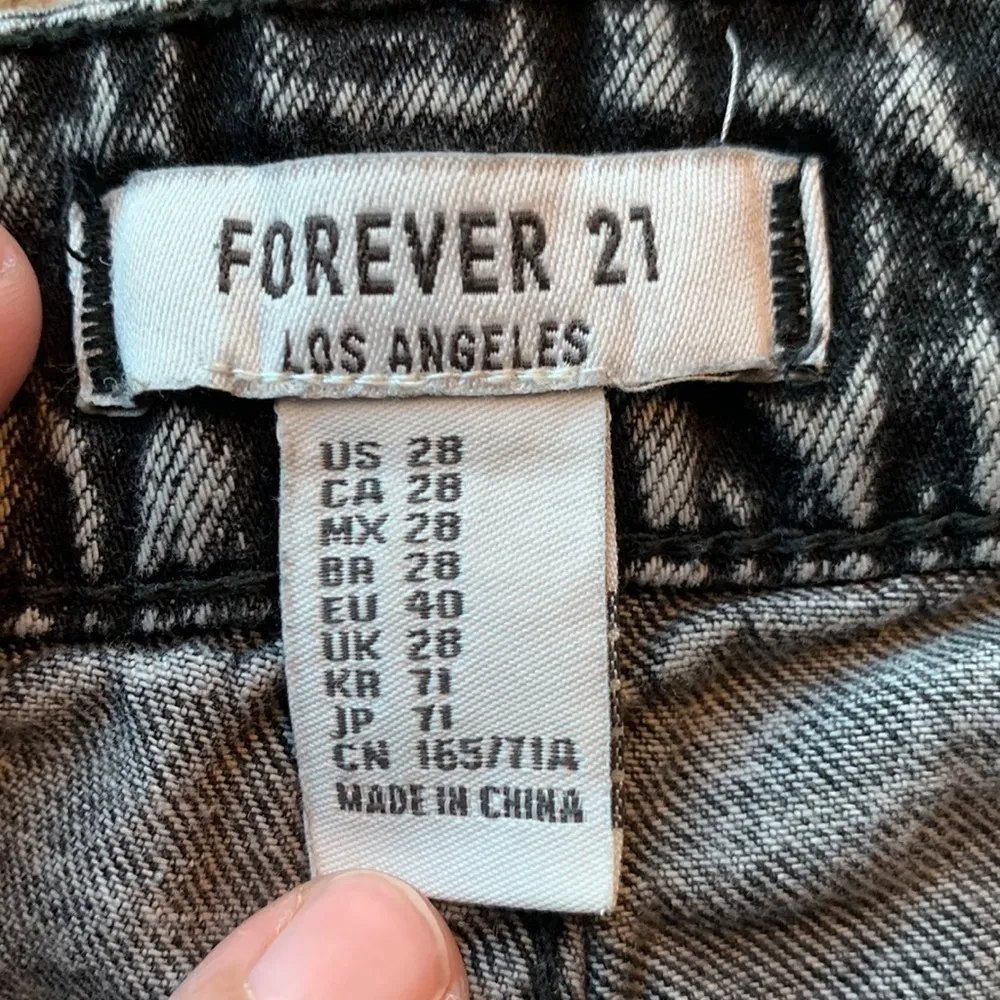 FOREVER 21
LOS ANGELES
US 28
CA 28
MX 28
BR 28
EU 40
UK 28
KR 71
JP 71
CN 165/71A
MADE IN CHINA